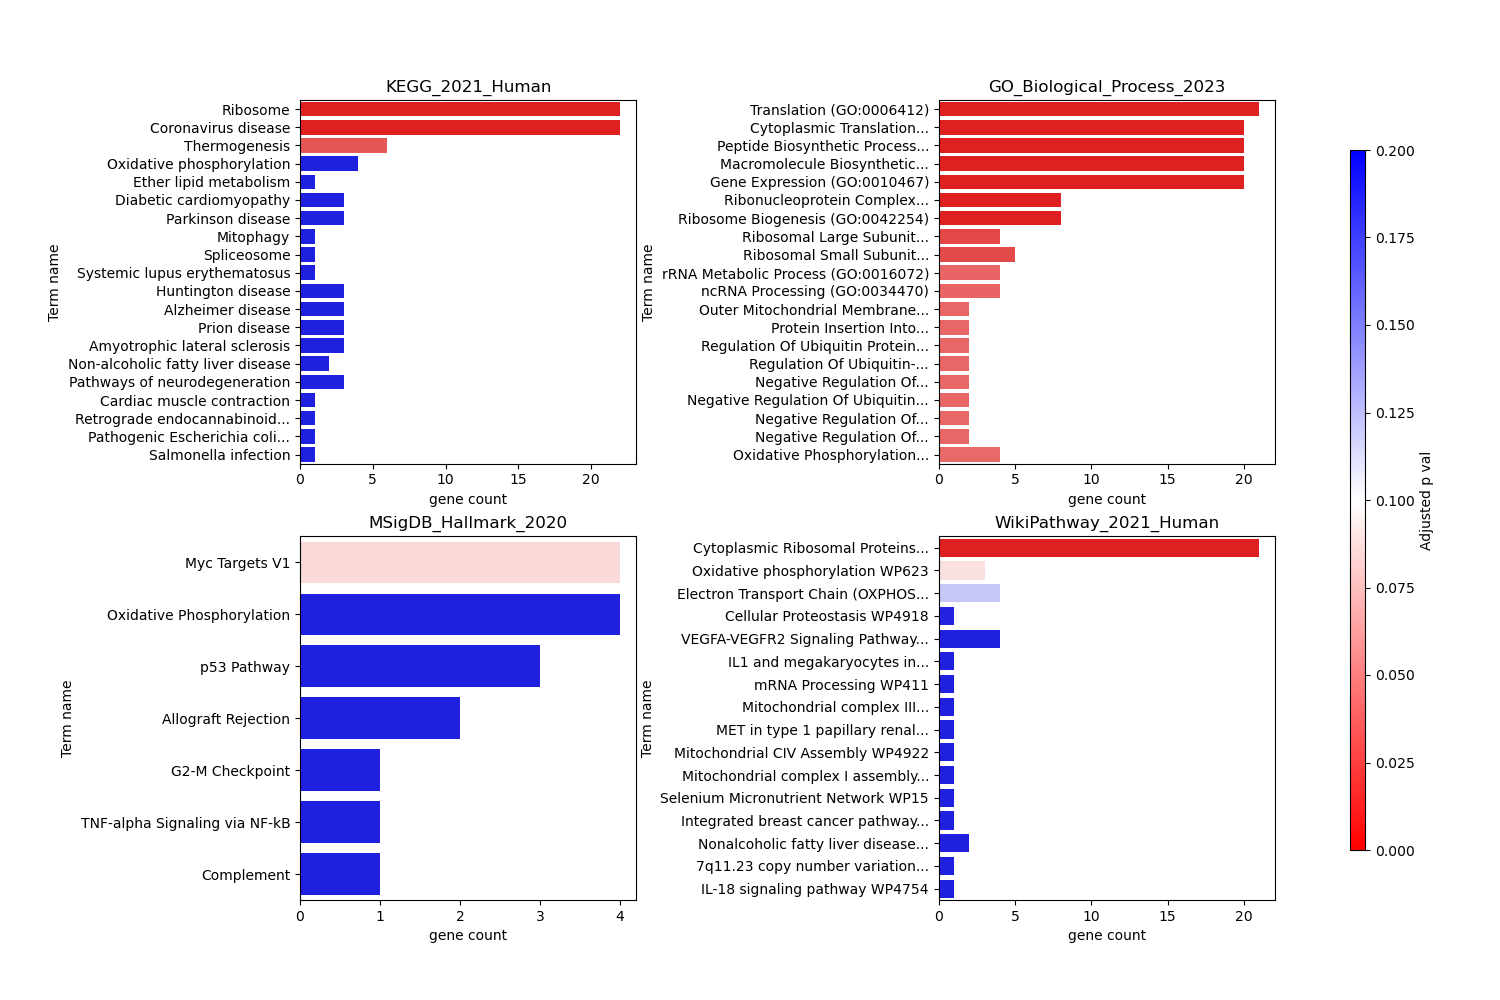 KEGG_2021_Human
Term name
Ribosome
Coronavirus disease
Thermogenesis
Oxidative phosphorylation
Ether lipid metabolism
Diabetic cardiomyopathy
Parkinson disease
Mitophagy
Spliceosome
Systemic lupus erythematosus
Huntington disease
Alzheimer disease
Prion disease
Amyotrophic lateral sclerosis
Non-alcoholic fatty liver disease
Pathways of neurodegeneration
Cardiac muscle contraction
Retrograde endocannabinoid...
Pathogenic Escherichia coli...
Salmonella infection
0 5 10 15 20
gene count
GO_Biological_Process_2023
Term name
Translation (GO:0006412)
Cytoplasmic Translation...
Peptide Biosynthetic Process...
Macromolecule Biosynthetic...
Gene Expression (GO:0010467)
Ribonucleoprotein Complex...
Ribosome Biogenesis (GO:0042254)
Ribosomal Large Subunit...
Ribosomal Small Subunit...
rRNA Metabolic Process (GO:0016072)
ncRNA Processing (GO:0034470)
Outer Mitochondrial Membrane...
Protein Insertion Into...
Regulation Of Ubiquitin Protein...
Regulation Of Ubiquitin-...
Negative Regulation Of...
Negative Regulation Of Ubiquitin...
Negative Regulation Of...
Negative Regulation Of...
Oxidative Phosphorylation...
0 5 10 15 20
gene count
MSigDB_Hallmark_2020
Term name
Myc Targets V1
Oxidative Phosphorylation
p53 Pathway
Allograft Rejection
G2-M Checkpoint
TNF-alpha Signaling via NF-kB
Complement
0 1 2 3 4
gene count
WikiPathway_2021_Human
Term name
Cytoplasmic Ribosomal Proteins...
Oxidative phosphorylation WP623
Electron Transport Chain (OXPHOS...
Cellular Proteostasis WP4918
VEGFA-VEGFR2 Signaling Pathway...
IL1 and megakaryocytes in...
mRNA Processing WP411
Mitochondrial complex III...
MET in type 1 papillary renal...
Mitochondrial CIV Assembly WP4922
Mitochondrial complex I assembly...
Selenium Micronutrient Network WP15
Integrated breast cancer pathway...
Nonalcoholic fatty liver disease...
7q11.23 copy number variation...
IL-18 signaling pathway WP4754
0 5 10 15 20
gene count
0.200
0.175
0.150
0.125
0.100
0.075
0.050
0.025
0.000
Adjusted p val